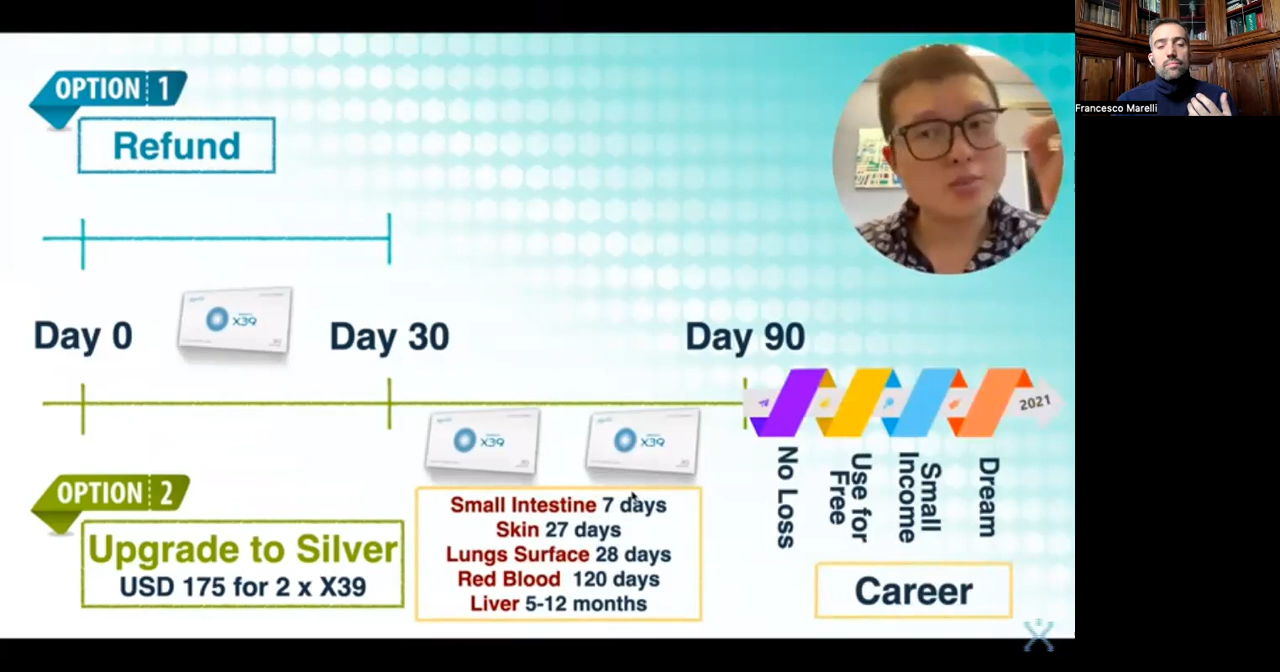 OPTION 1
Refund
Francesco Marelli
Day 0
X39
Day 30
Day 90
2021
X39
X39
OPTION 2
Upgrade to Silver
USD 175 for 2 x X39
Small Intestine 7 days
Skin 27 days
Lungs Surface 28 days
Red Blood 120 days
Liver 5-12 months
No Loss
Use for
Free
Small
Income
Dream
Career